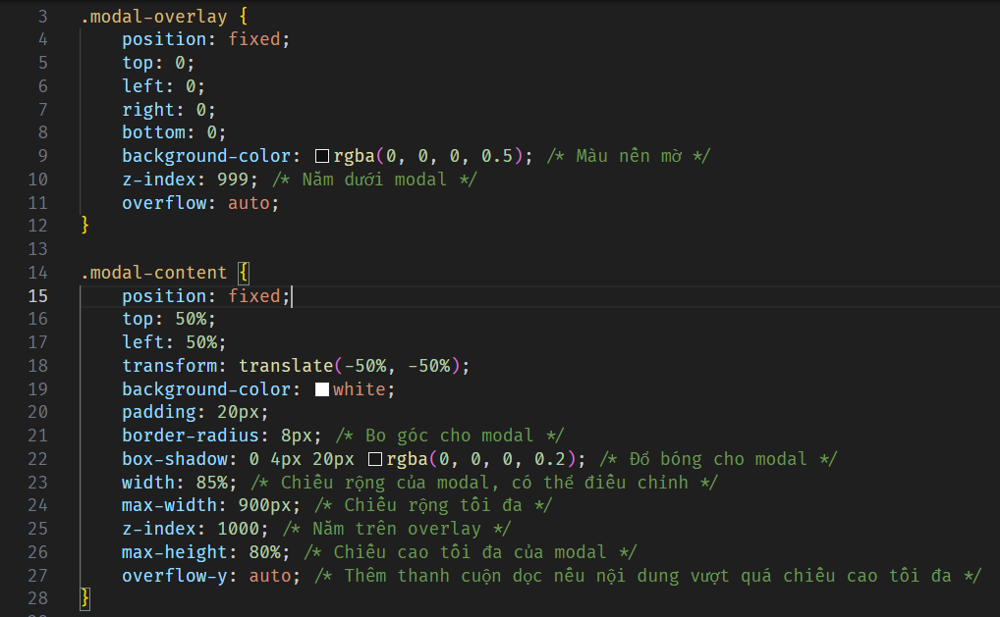 3 .modal-overlay {
4 position: fixed;
5 top: 0;
6 left: 0;
7 right: 0;
8 bottom: 0;
9 background-color: rgba(0, 0, 0, 0.5); /* Màu nền mờ */
10 z-index: 999; /* Nằm dưới modal */
11 overflow: auto;
12 }
13
14 .modal-content {
15 position: fixed;
16 top: 50%;
17 left: 50%;
18 transform: translate(-50%, -50%);
19 background-color: white;
20 padding: 20px;
21 border-radius: 8px; /* Bo góc cho modal */
22 box-shadow: 0 4px 20px rgba(0, 0, 0, 0.2); /* Đổ bóng cho modal */
23 width: 85%; /* Chiều rộng của modal, có thể điều chỉnh */
24 max-width: 900px; /* Chiều rộng tối đa */
25 z-index: 1000; /* Nằm trên overlay */
26 max-height: 80%; /* Chiều cao tối đa của modal */
27 overflow-y: auto; /* Thêm thanh cuộn dọc nếu nội dung vượt quá chiều cao tối đa */
28 }